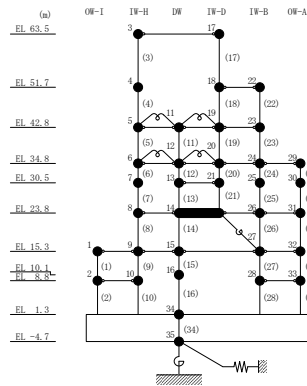 (m) OW-I IW-H DW IW-D IW-B OW-A
EL 63.5 3 17
(3) (17)
EL 51.7 4 18 22
(4) 11 19 (18) (22)
EL 42.8 5 23
(5) 12 (11) 20 (19) (23)
EL 34.8 6 24 29
(6) (12) (20) (24)
EL 30.5 7 13 21 25 30
(7) (13) (21) (25)
EL 23.8 8 14 26 31
(8) (14) 27 (26)
EL 15.3 1 9 15 32
(1) (9) (15) (27)
EL 10.1 16
EL 8.8 2 10 28 33
(2) (10) (16) (28)
EL 1.3 34
(34)
EL -4.7 35